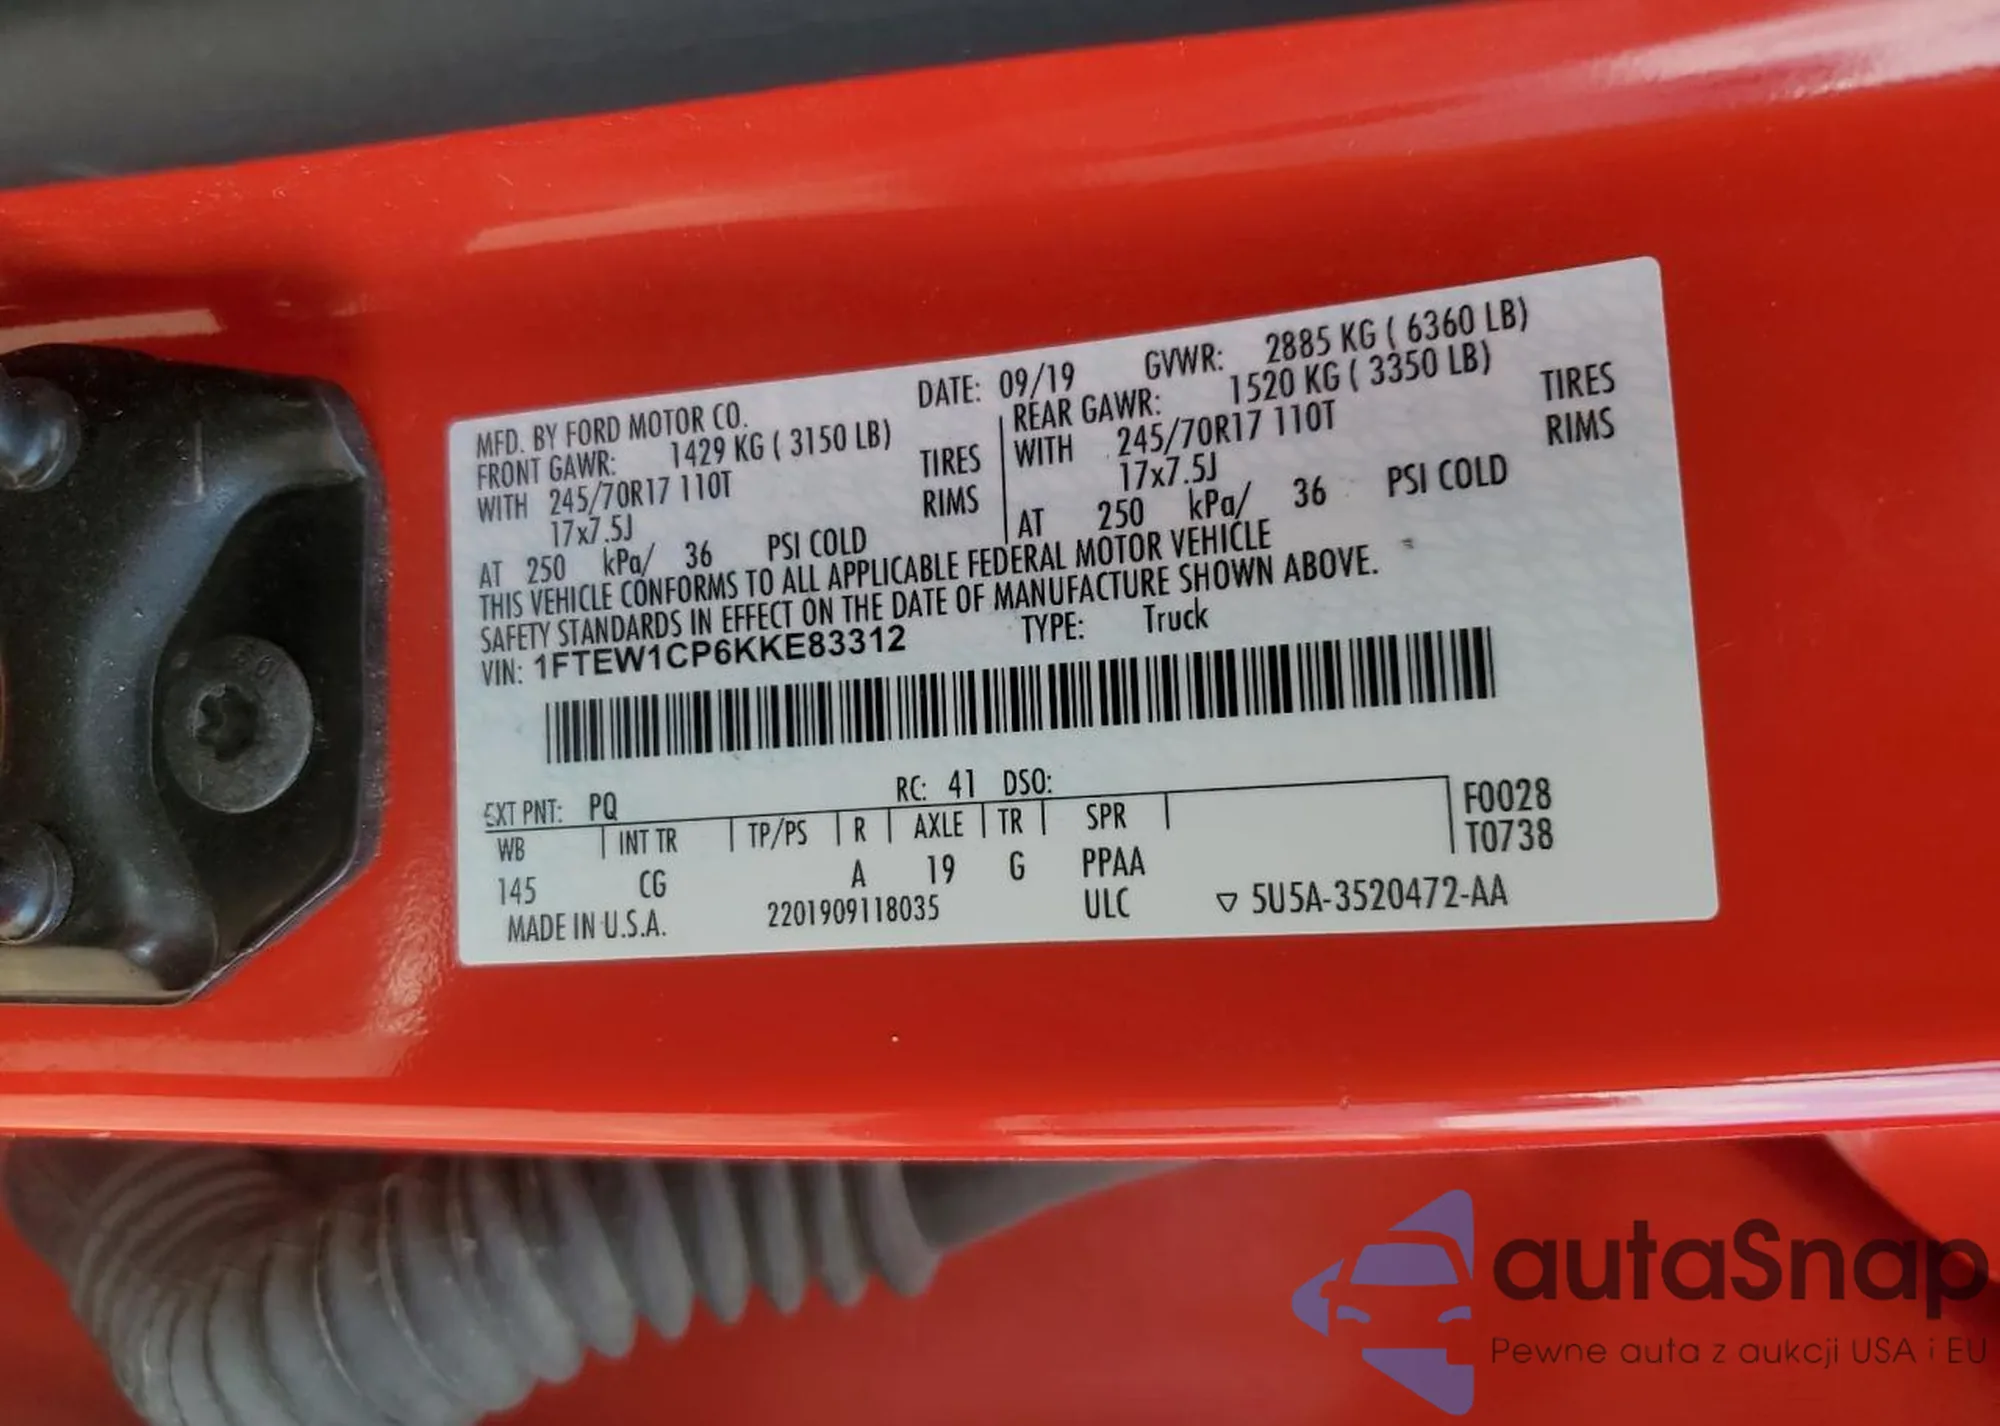 MFD. BY FORD MOTOR CO. DATE: 09/19 GVWR: 2885 KG ( 6360 LB)
FRONT GAWR: 1429 KG ( 3150 LB) REAR GAWR: 1520 KG ( 3350 LB)
WITH 245/70R17 110T TIRES WITH 245/70R17 110T TIRES
17x7.5J RIMS 17x7.5J RIMS
AT 250 kPa/ 36 PSI COLD AT 250 kPa/ 36 PSI COLD
THIS VEHICLE CONFORMS TO ALL APPLICABLE FEDERAL MOTOR VEHICLE
SAFETY STANDARDS IN EFFECT ON THE DATE OF MANUFACTURE SHOWN ABOVE.
VIN: 1FTEW1CP6KKE83312 TYPE: Truck
EXT PNT: PQ RC: 41 DSO: F0028
WB INT TR TP/PS R AXLE TR SPR T0738
145 CG A 19 G PPAA
MADE IN U.S.A. 2201909118035 ULC ▽ 5U5A-3520472-AA
autaSnap
Pewne auta z aukcji USA i EU